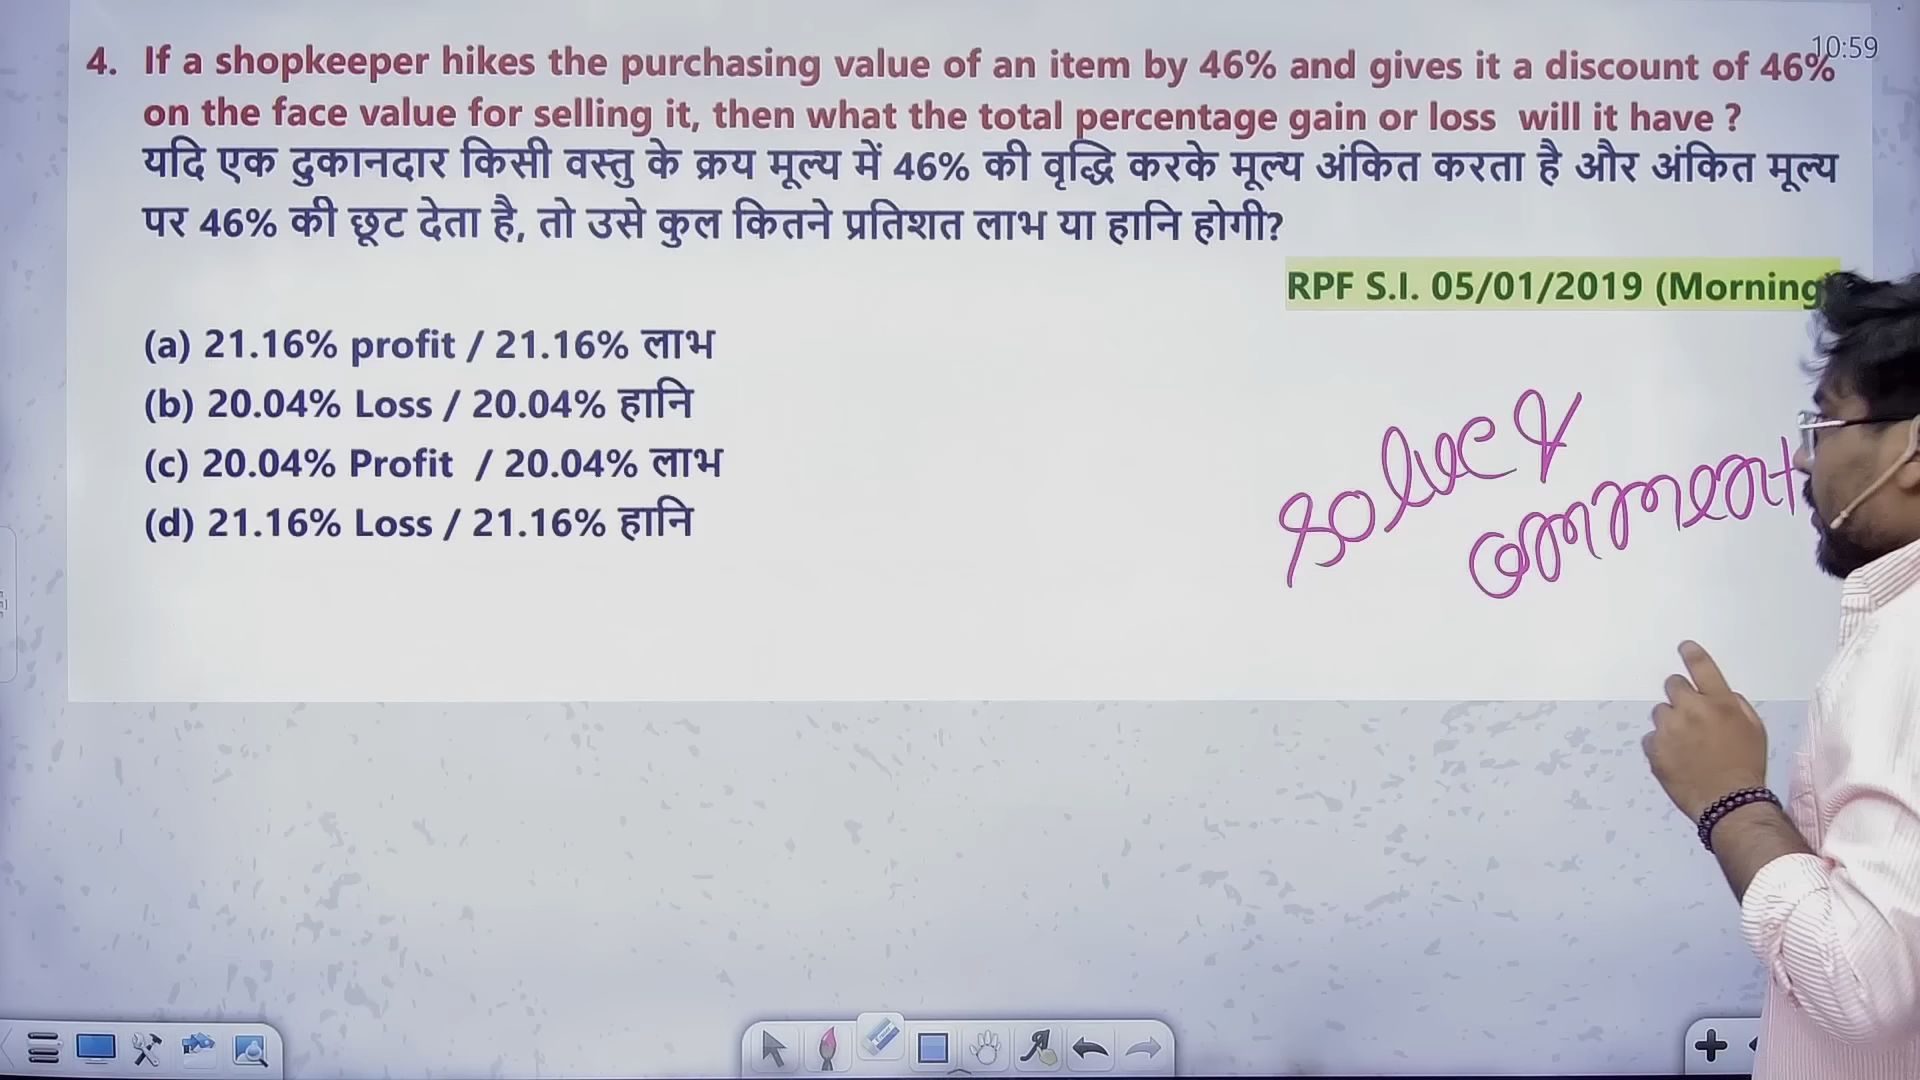 10:59
4. If a shopkeeper hikes the purchasing value of an item by 46% and gives it a discount of 46%
on the face value for selling it, then what the total percentage gain or loss will it have ?
यदि एक दुकानदार किसी वस्तु के क्रय मूल्य में 46% की वृद्धि करके मूल्य अंकित करता है और अंकित मूल्य
पर 46% की छूट देता है, तो उसे कुल कितने प्रतिशत लाभ या हानि होगी?
RPF S.I. 05/01/2019 (Morning
(a) 21.16% profit / 21.16% लाभ
(b) 20.04% Loss / 20.04% हानि
(c) 20.04% Profit / 20.04% लाभ
(d) 21.16% Loss / 21.16% हानि
solve &
comment